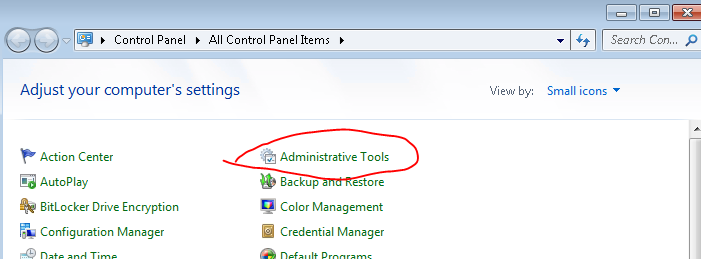 Control Panel All Control Panel Items Search Con...
Adjust your computer's settings View by: Small icons
Action Center Administrative Tools
AutoPlay Backup and Restore
BitLocker Drive Encryption Color Management
Configuration Manager Credential Manager
Date and Time Default Programs